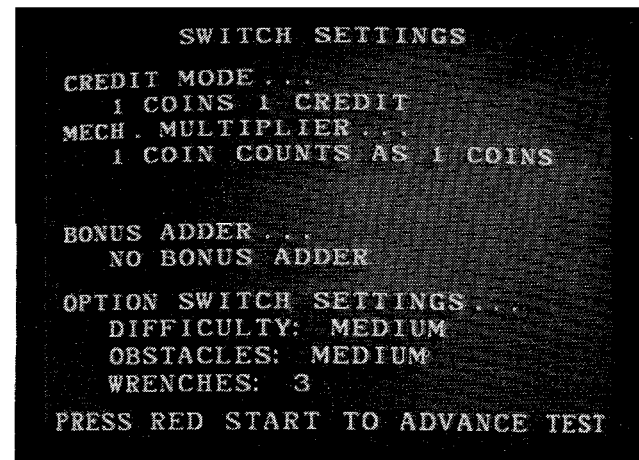 SWITCH SETTINGS
CREDIT MODE...
1 COINS 1 CREDIT
MECH. MULTIPLIER...
1 COIN COUNTS AS 1 COINS
BONUS ADDER...
NO BONUS ADDER
OPTION SWITCH SETTINGS...
DIFFICULTY: MEDIUM
OBSTACLES: MEDIUM
WRENCHES: 3
PRESS RED START TO ADVANCE TEST